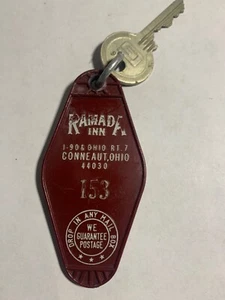 RAMADA
INN
I-90 & OHIO RT. 7
CONNEAUT, OHIO
44030
153
DROP IN ANY MAIL BOX
WE
GUARANTEE
POSTAGE